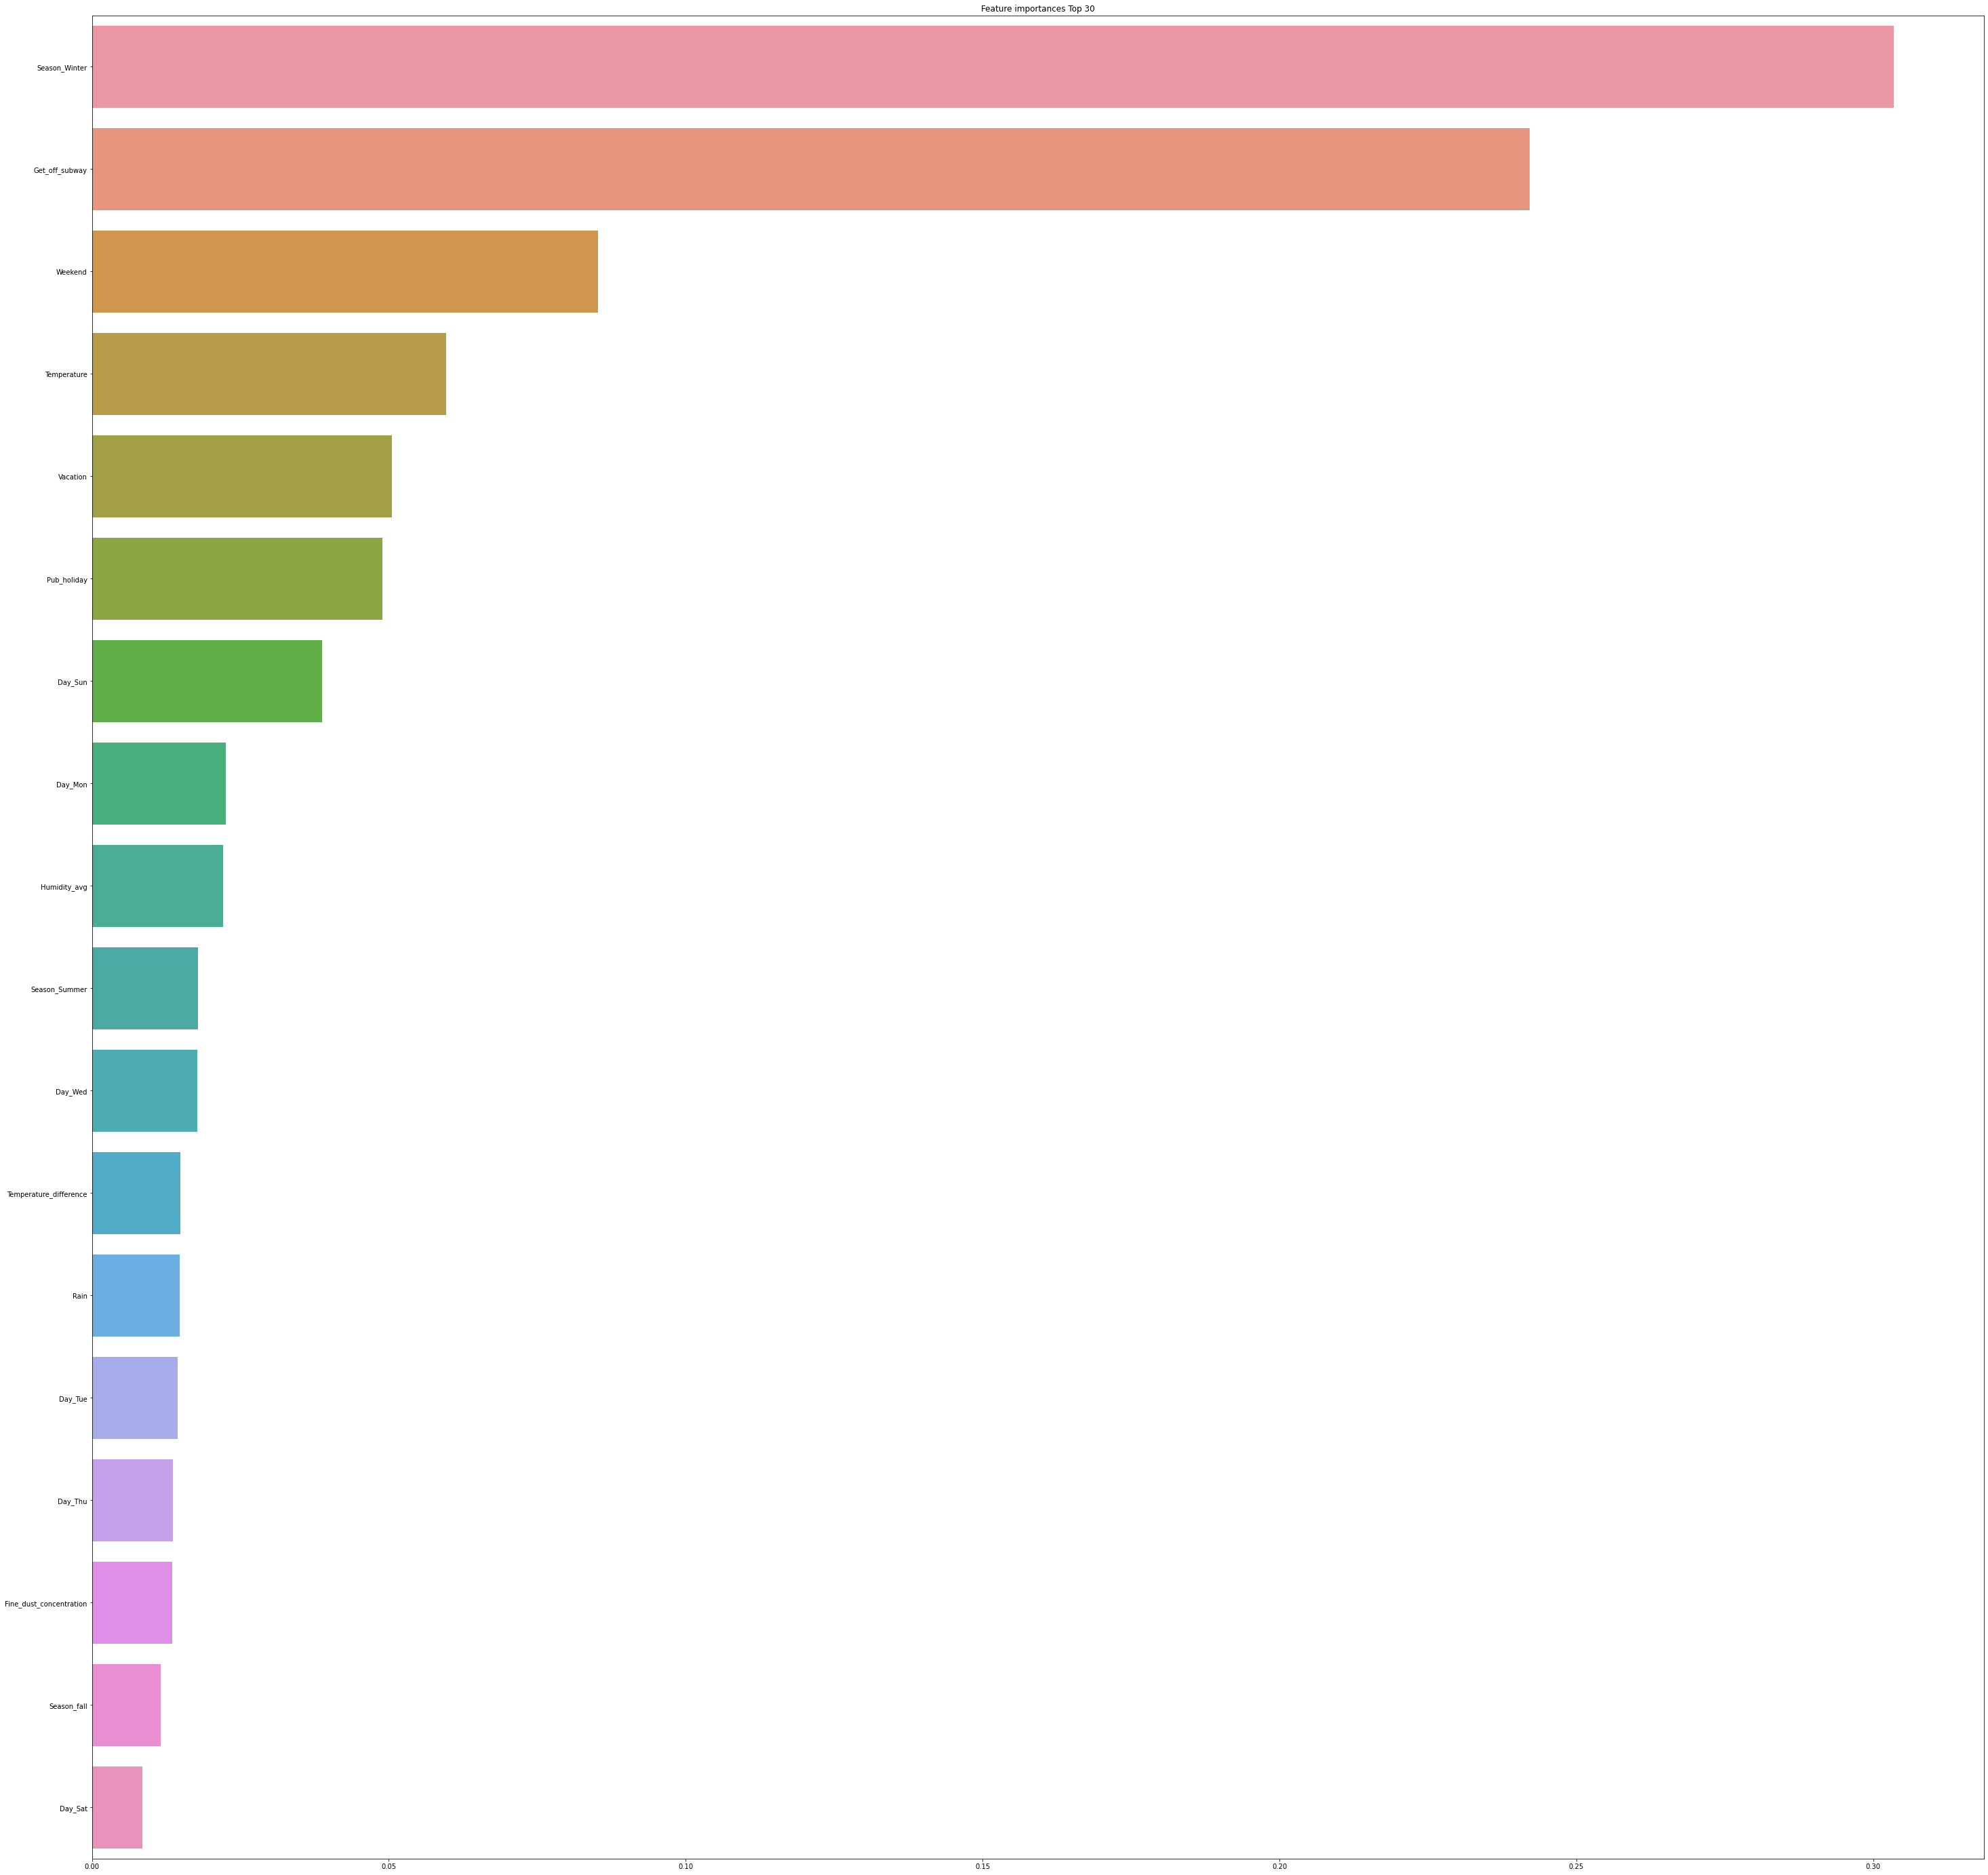 Feature importances Top 30
Season_Winter
Get_off_subway
Weekend
Temperature
Vacation
Pub_holiday
Day_Sun
Day_Mon
Humidity_avg
Season_Summer
Day_Wed
Temperature_difference
Rain
Day_Tue
Day_Thu
Fine_dust_concentration
Season_fall
Day_Sat
0.00 0.05 0.10 0.15 0.20 0.25 0.30